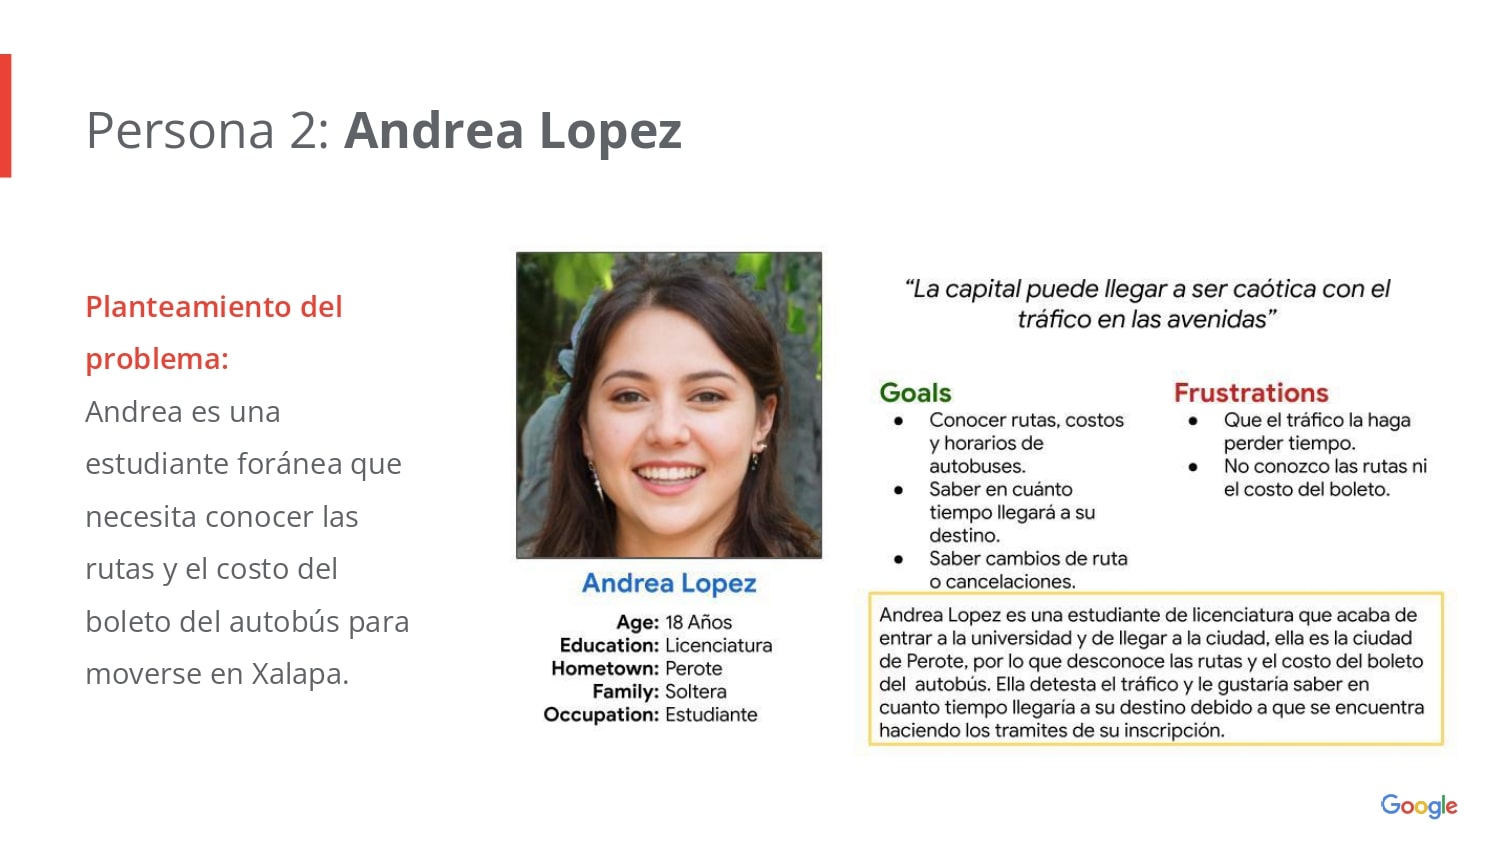 Persona 2: Andrea Lopez
Planteamiento del
problema:
Andrea es una
estudiante foránea que
necesita conocer las
rutas y el costo del
boleto del autobús para
moverse en Xalapa.
Andrea Lopez
Age: 18 Años
Education: Licenciatura
Hometown: Perote
Family: Soltera
Occupation: Estudiante
“La capital puede llegar a ser caótica con el
tráfico en las avenidas”
Goals
● Conocer rutas, costos
y horarios de
autobuses.
● Saber en cuánto
tiempo llegará a su
destino.
● Saber cambios de ruta
o cancelaciones.
Frustrations
● Que el tráfico la haga
perder tiempo.
● No conozco las rutas ni
el costo del boleto.
Andrea Lopez es una estudiante de licenciatura que acaba de
entrar a la universidad y de llegar a la ciudad, ella es la ciudad
de Perote, por lo que desconoce las rutas y el costo del boleto
del autobús. Ella detesta el tráfico y le gustaría saber en
cuanto tiempo llegaría a su destino debido a que se encuentra
haciendo los tramites de su inscripción.
Google